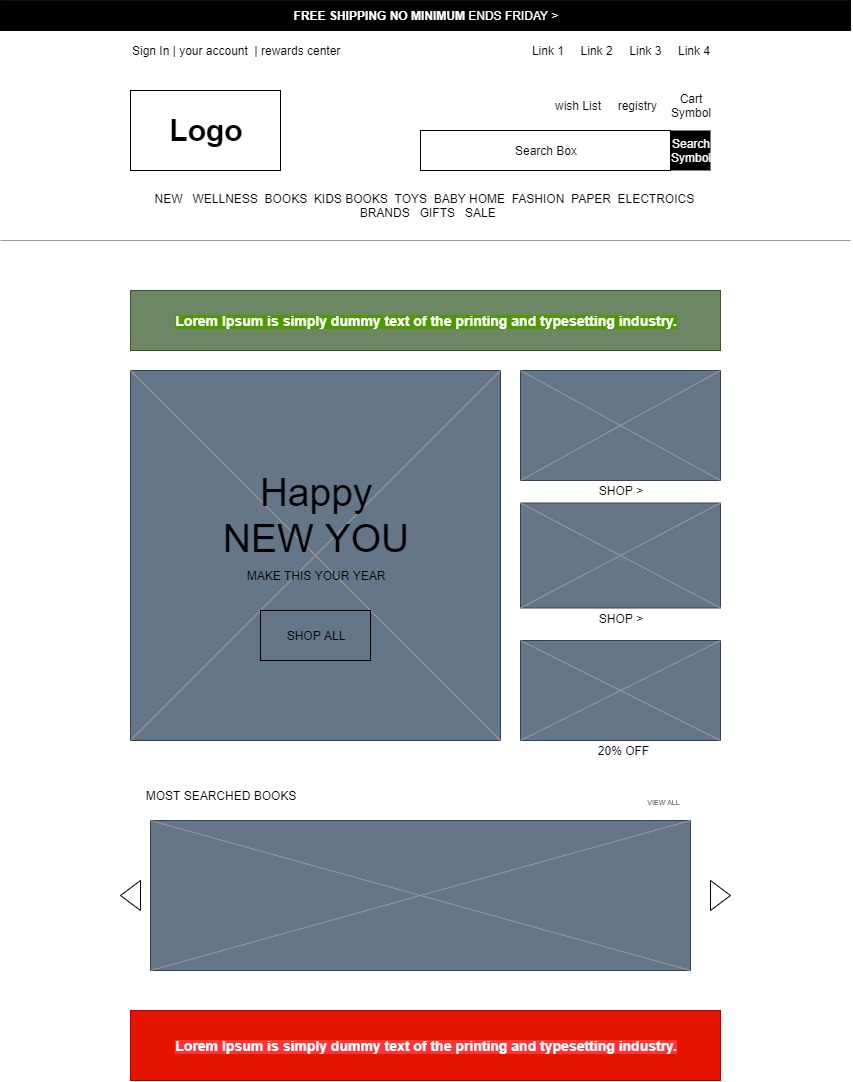 FREE SHIPPING NO MINIMUM ENDS FRIDAY >
Sign In | your account | rewards center
Link 1 Link 2 Link 3 Link 4
Logo
wish List registry Cart Symbol
Search Box
Search
Symbol
NEW WELLNESS BOOKS KIDS BOOKS TOYS BABY HOME FASHION PAPER ELECTROICS
BRANDS GIFTS SALE
Lorem Ipsum is simply dummy text of the printing and typesetting industry.
Happy
NEW YOU
MAKE THIS YOUR YEAR
SHOP ALL
SHOP >
SHOP >
20% OFF
MOST SEARCHED BOOKS
VIEW ALL
Lorem Ipsum is simply dummy text of the printing and typesetting industry.